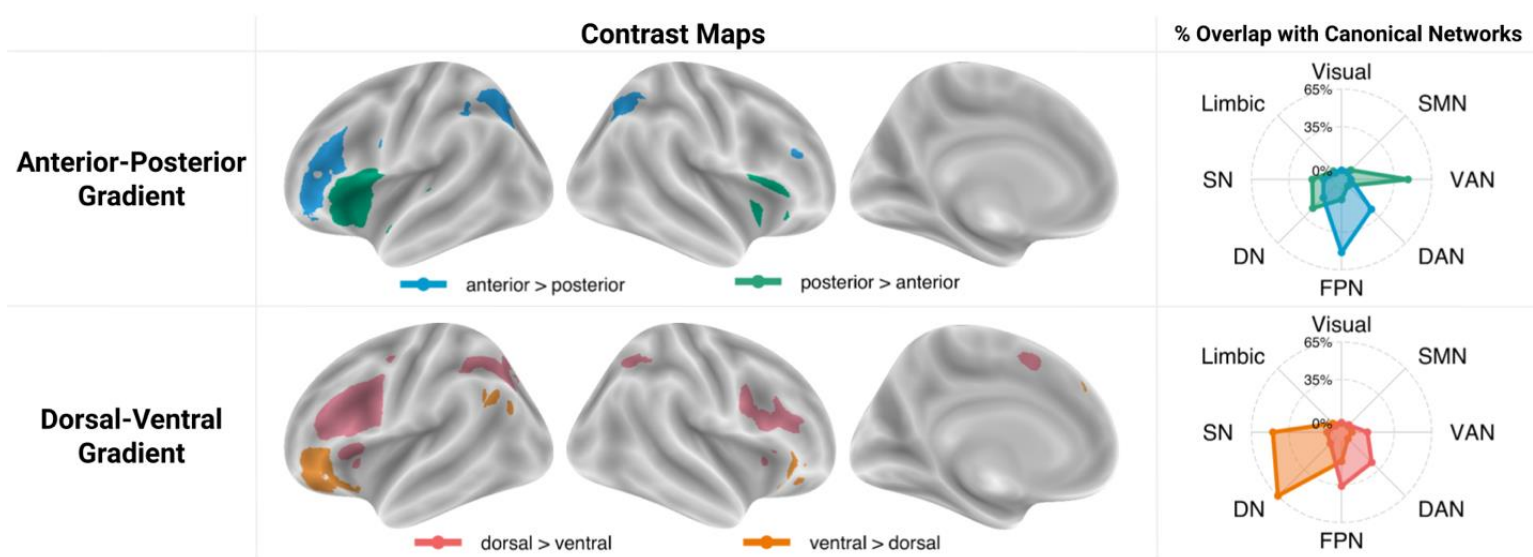 Contrast Maps
% Overlap with Canonical Networks
Anterior-Posterior
Gradient
Visual
65%
Limbic
SMN
35%
0%
SN
VAN
DN
DAN
FPN
anterior > posterior
posterior > anterior
Dorsal-Ventral
Gradient
Visual
65%
Limbic
SMN
35%
0%
SN
VAN
DN
DAN
FPN
dorsal > ventral
ventral > dorsal